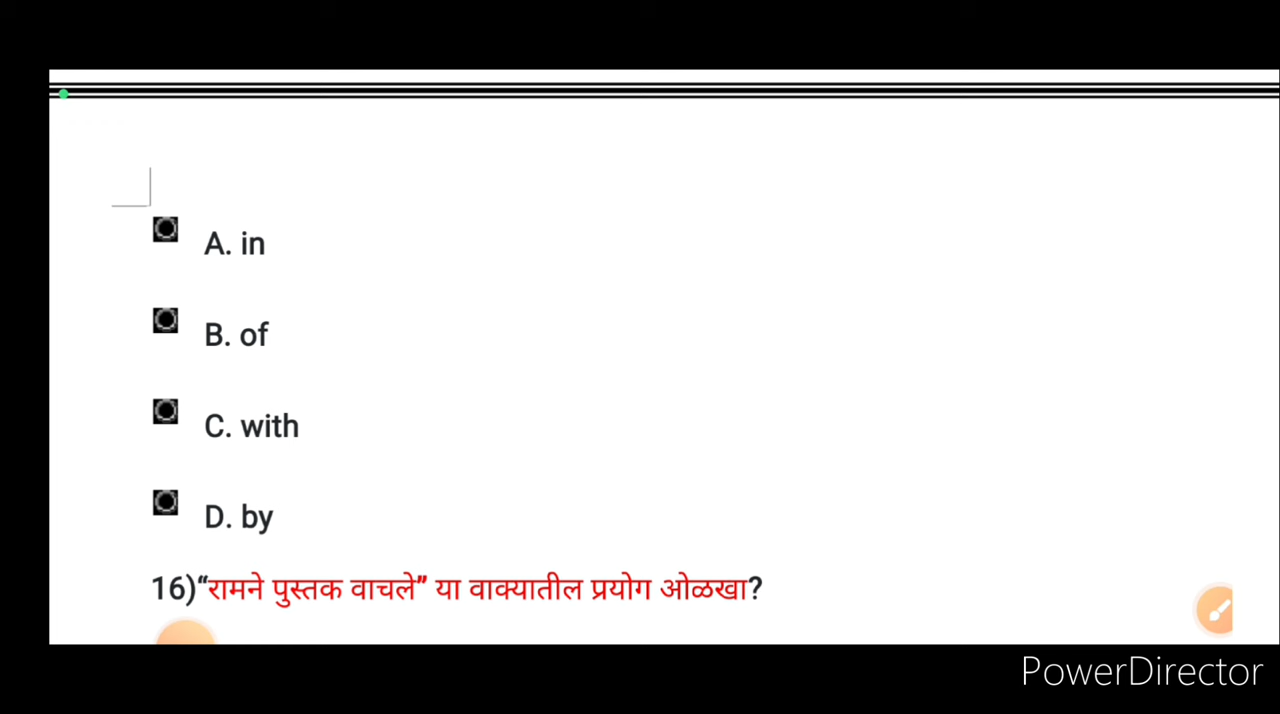 A. in
B. of
C. with
D. by
16)“रामने पुस्तक वाचले” या वाक्यातील प्रयोग ओळखा?
PowerDirector